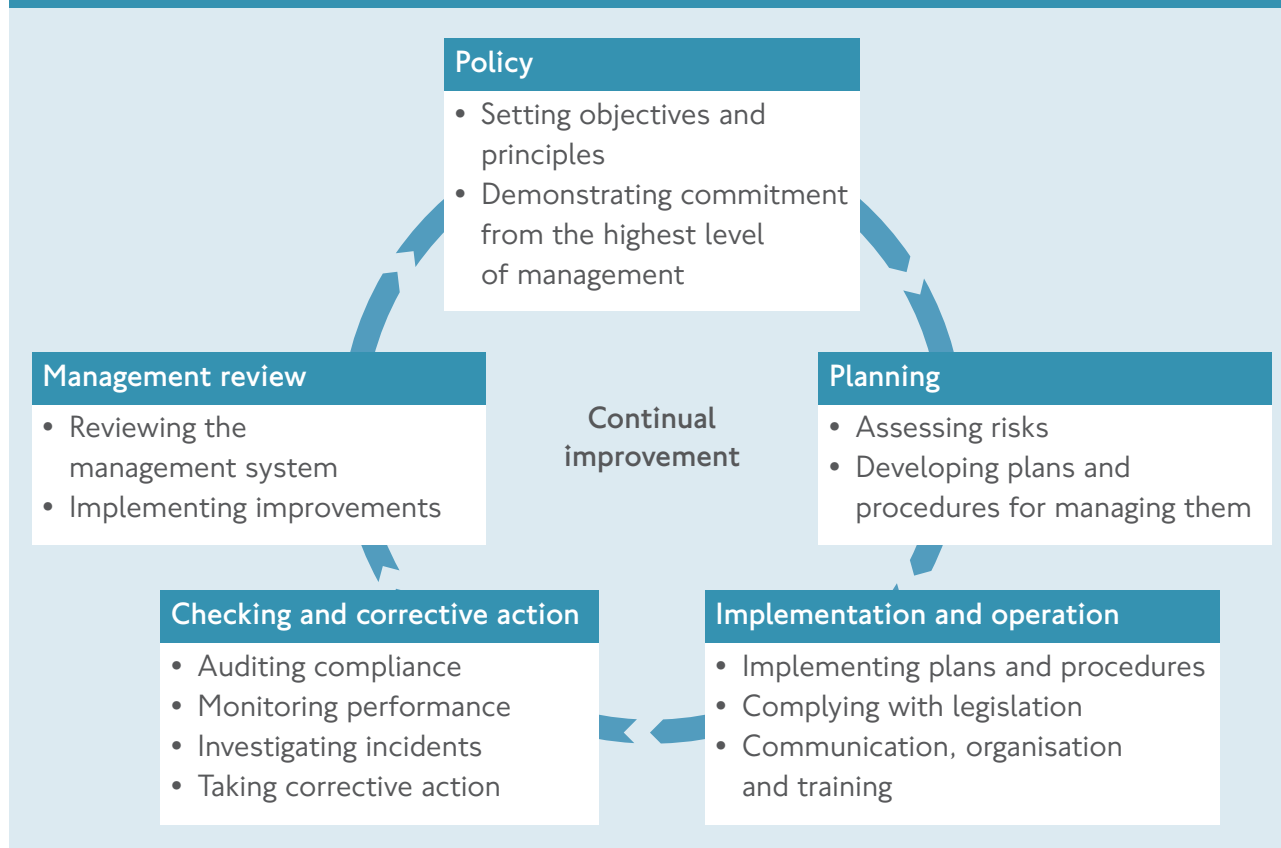 Policy
• Setting objectives and
principles
• Demonstrating commitment
from the highest level
of management
Management review
• Reviewing the
management system
• Implementing improvements
Continual
improvement
Planning
• Assessing risks
• Developing plans and
procedures for managing them
Checking and corrective action
• Auditing compliance
• Monitoring performance
• Investigating incidents
• Taking corrective action
Implementation and operation
• Implementing plans and procedures
• Complying with legislation
• Communication, organisation
and training